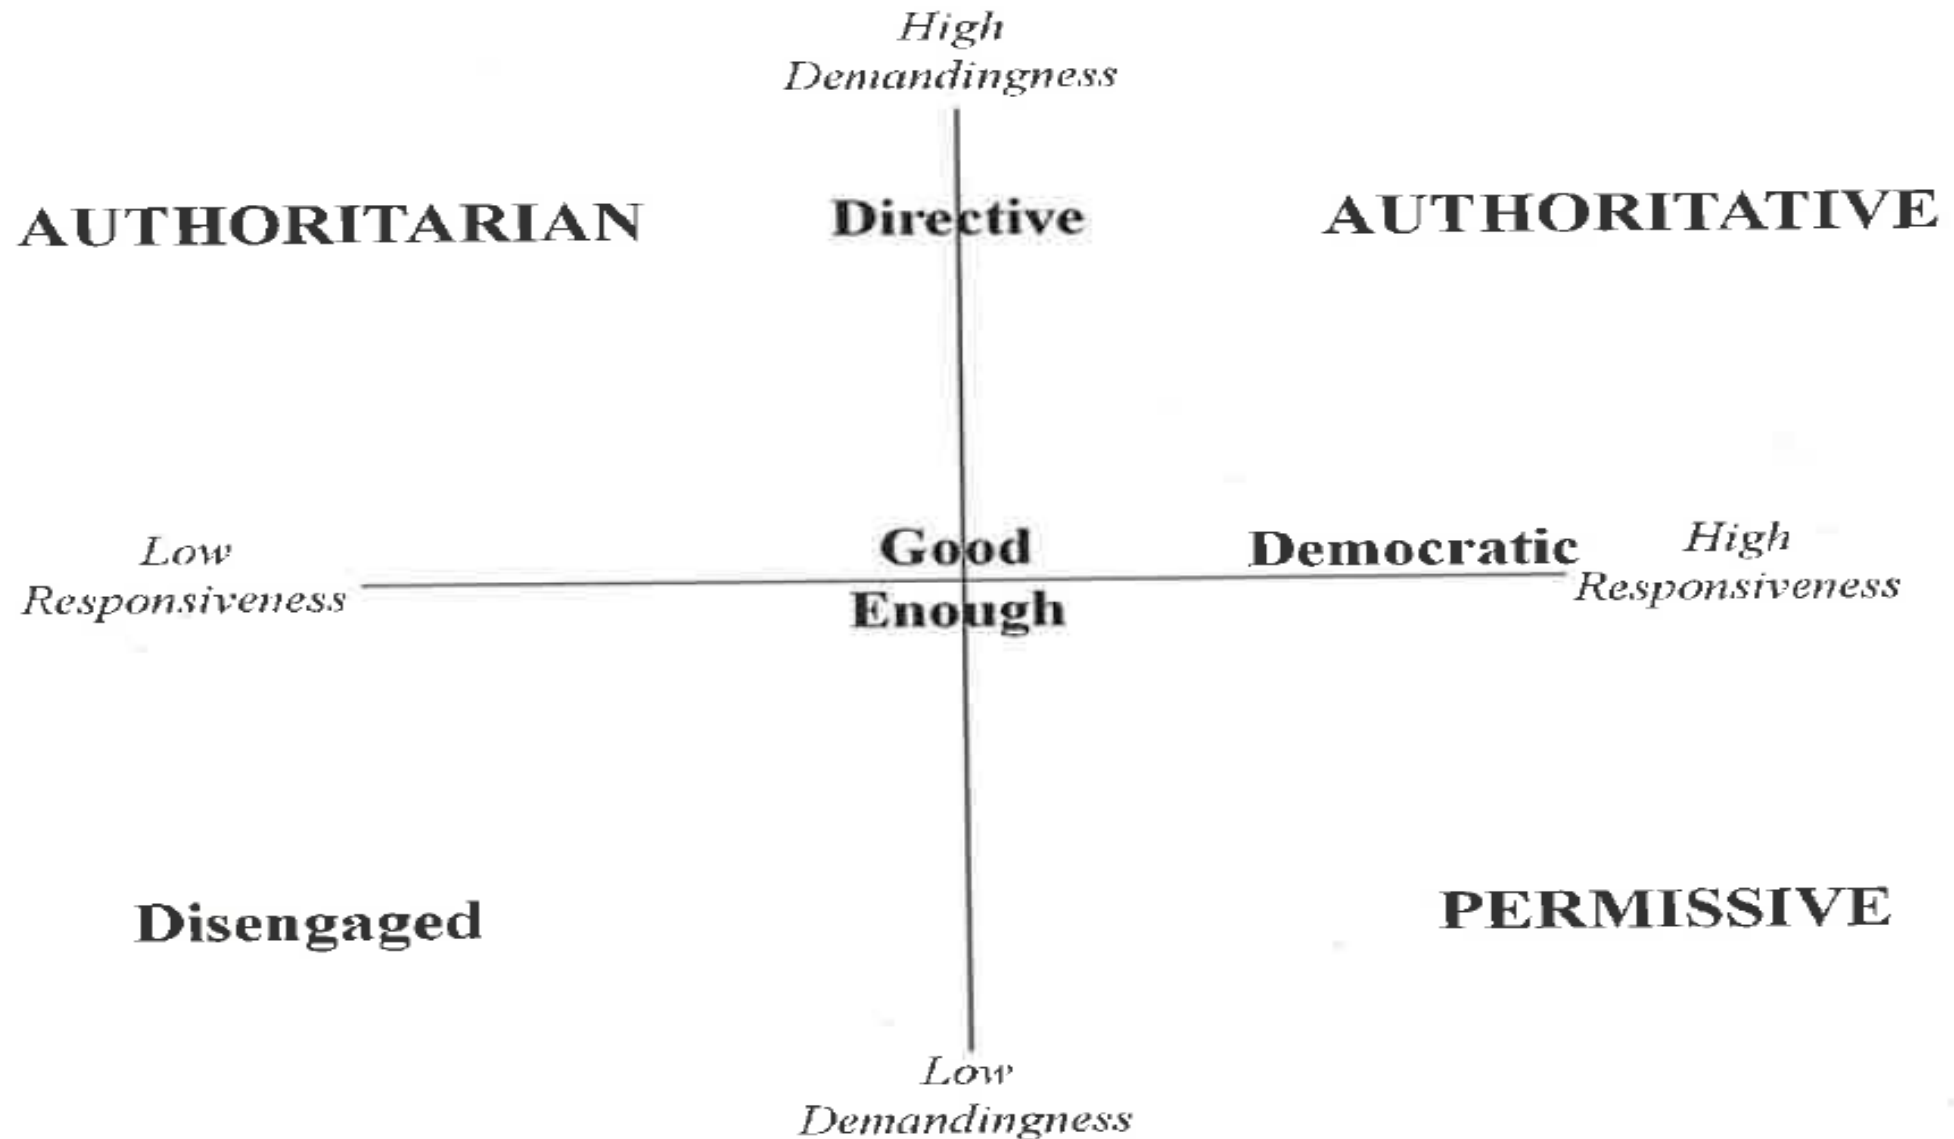 High
Demandingness
AUTHORITARIAN Directive AUTHORITATIVE
Good
Enough
Democratic
Low
Responsiveness
High
Responsiveness
Disengaged PERMISSIVE
Low
Demandingness